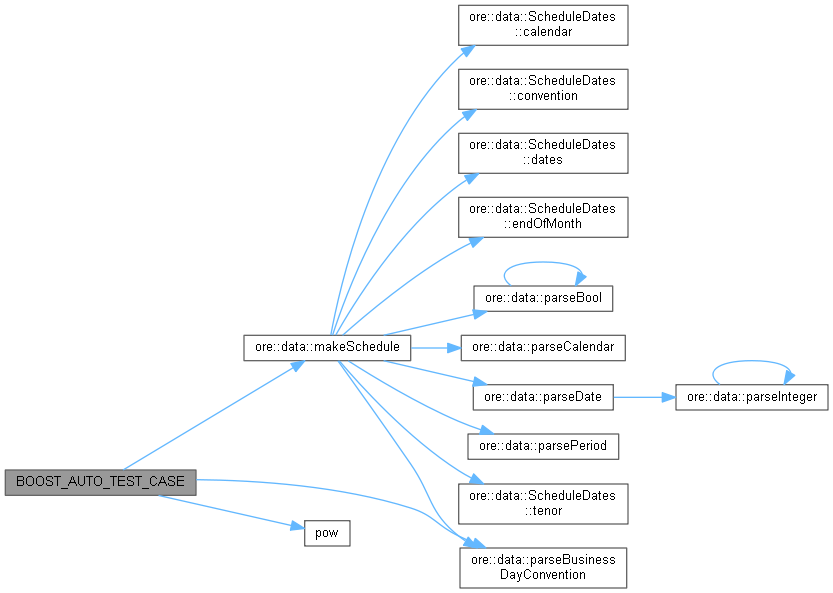 ore::data::ScheduleDates
::calendar
ore::data::ScheduleDates
::convention
ore::data::ScheduleDates
::dates
ore::data::ScheduleDates
::endOfMonth
ore::data::parseBool
ore::data::makeSchedule
ore::data::parseCalendar
ore::data::parseDate
ore::data::parseInteger
ore::data::parsePeriod
BOOST_AUTO_TEST_CASE
ore::data::ScheduleDates
::tenor
pow
ore::data::parseBusiness
DayConvention